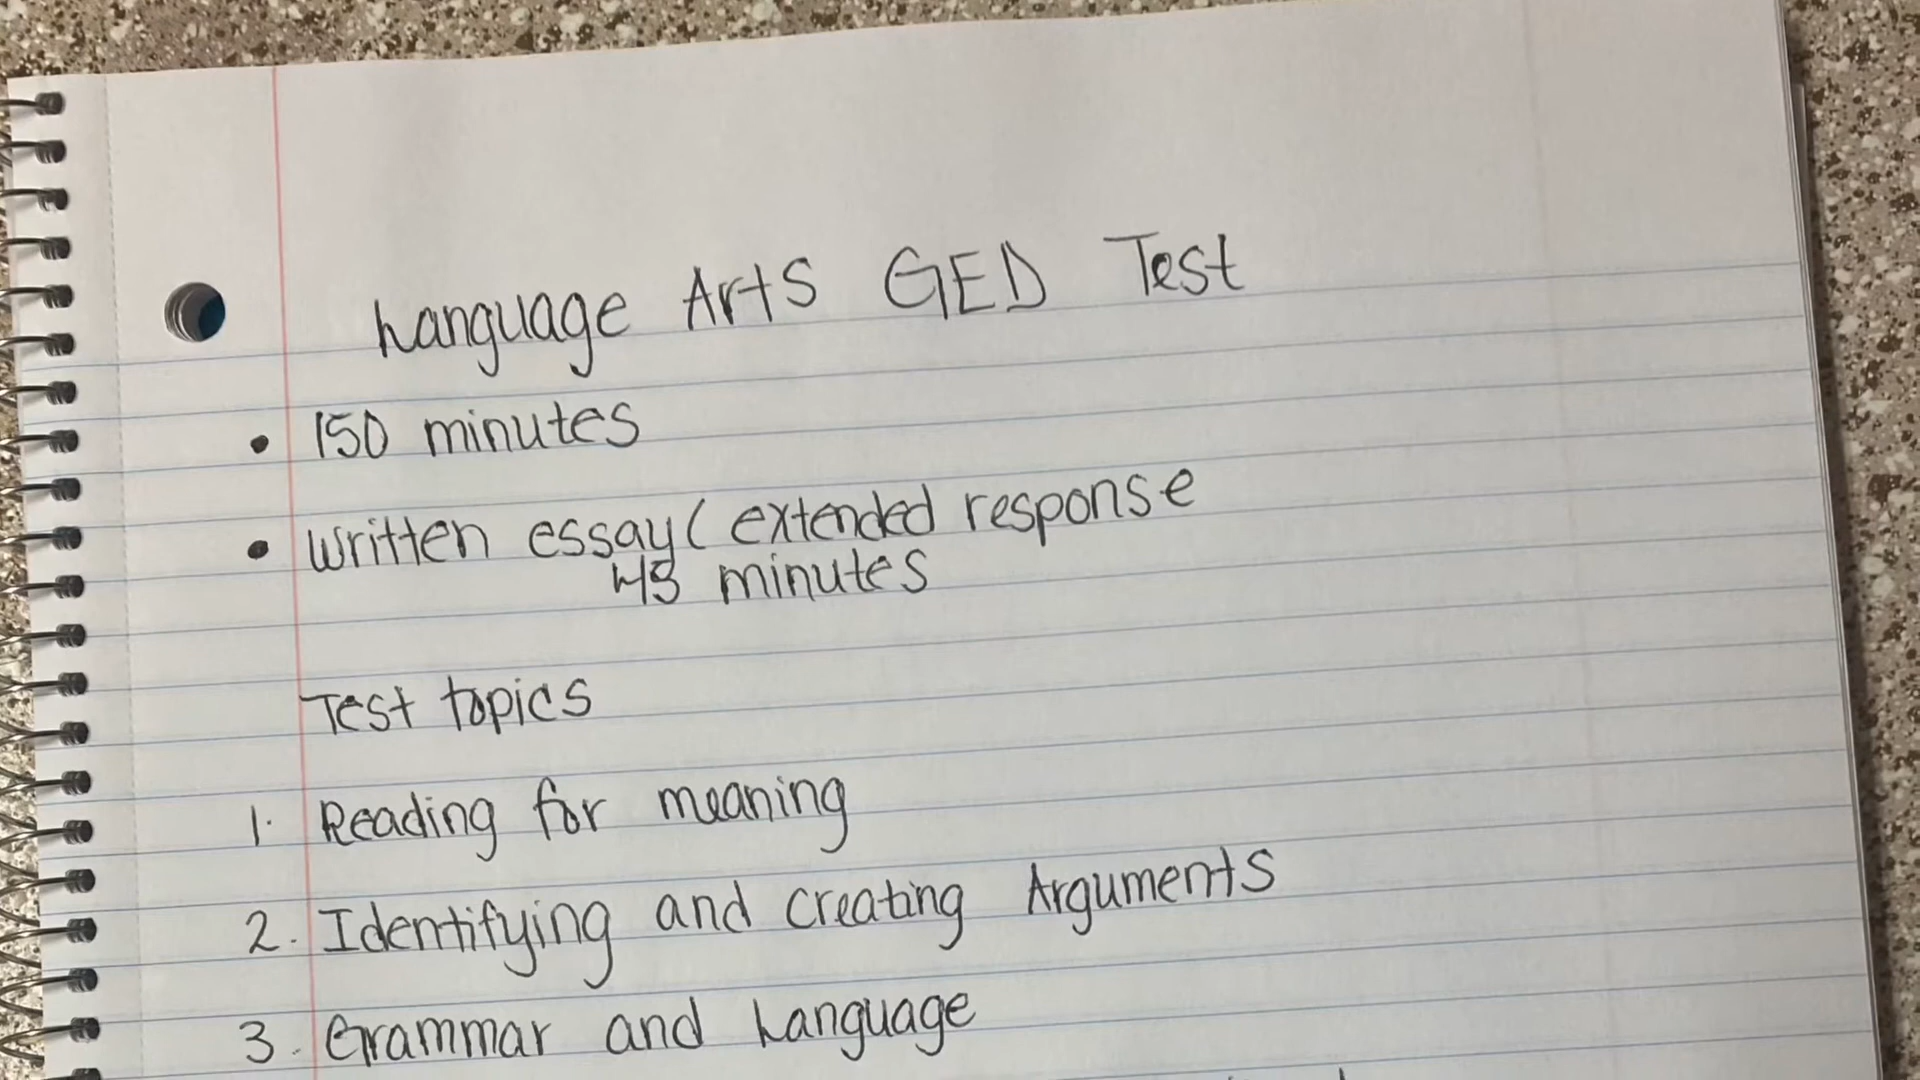 Language Arts GED Test
• 150 minutes
• written essay ( extended response
45 minutes
Test topics
1. Reading for meaning
2. Identifying and creating Arguments
3. Grammar and Language